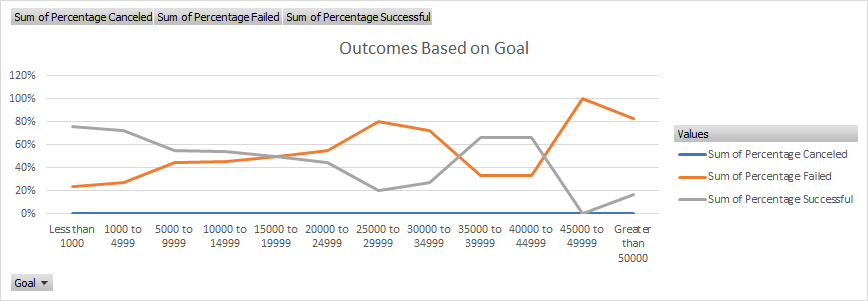 Sum of Percentage Canceled Sum of Percentage Failed Sum of Percentage Successful
Outcomes Based on Goal
120%
100%
80%
60%
40%
20%
0%
Less than 1000 to 5000 to 10000 to 15000 to 20000 to 25000 to 30000 to 35000 to 40000 to 45000 to Greater
1000 4999 9999 14999 19999 24999 29999 34999 39999 44999 49999 than
50000
Values
Sum of Percentage Canceled
Sum of Percentage Failed
Sum of Percentage Successful
Goal